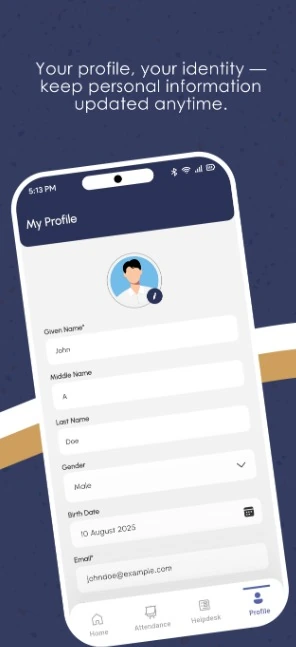 Your profile, your identity —
keep personal information
updated anytime.
5:13 PM
My Profile
Given Name*
John
Middle Name
A
Last Name
Doe
Gender
Male
Birth Date
10 August 2025
Email*
johndoe@example.com
Home
Attendance
Helpdesk
Profile